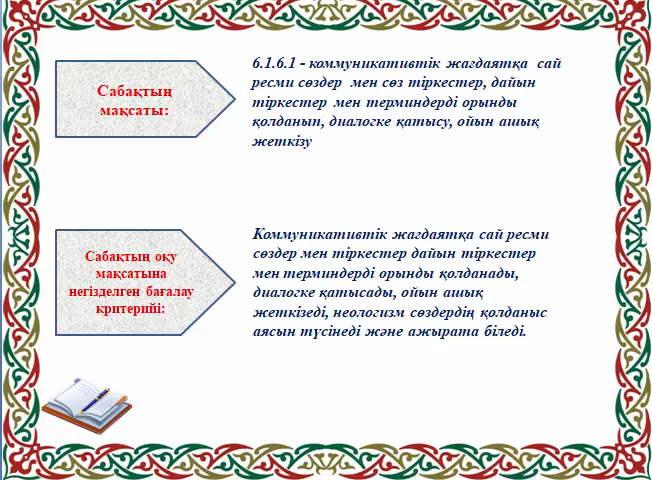 Сабақтың
мақсаты:
6.1.6.1 - коммуникативтік жағдаятқа сай
ресми сөздер мен сөз тіркестер, дайын
тіркестер мен терминдерді орынды
қолданып, диалогке қатысу, ойын ашық
жеткізу
Сабақтың оқу
мақсатына
негізделген бағалау
критерийі:
Коммуникативтік жағдаятқа сай ресми
сөздер мен тіркестер дайын тіркестер
мен терминдерді орынды қолданады,
диалогке қатысады, ойын ашық
жеткізеді, неологизм сөздердің қолданыс
аясын түсінеді және ажырата біледі.